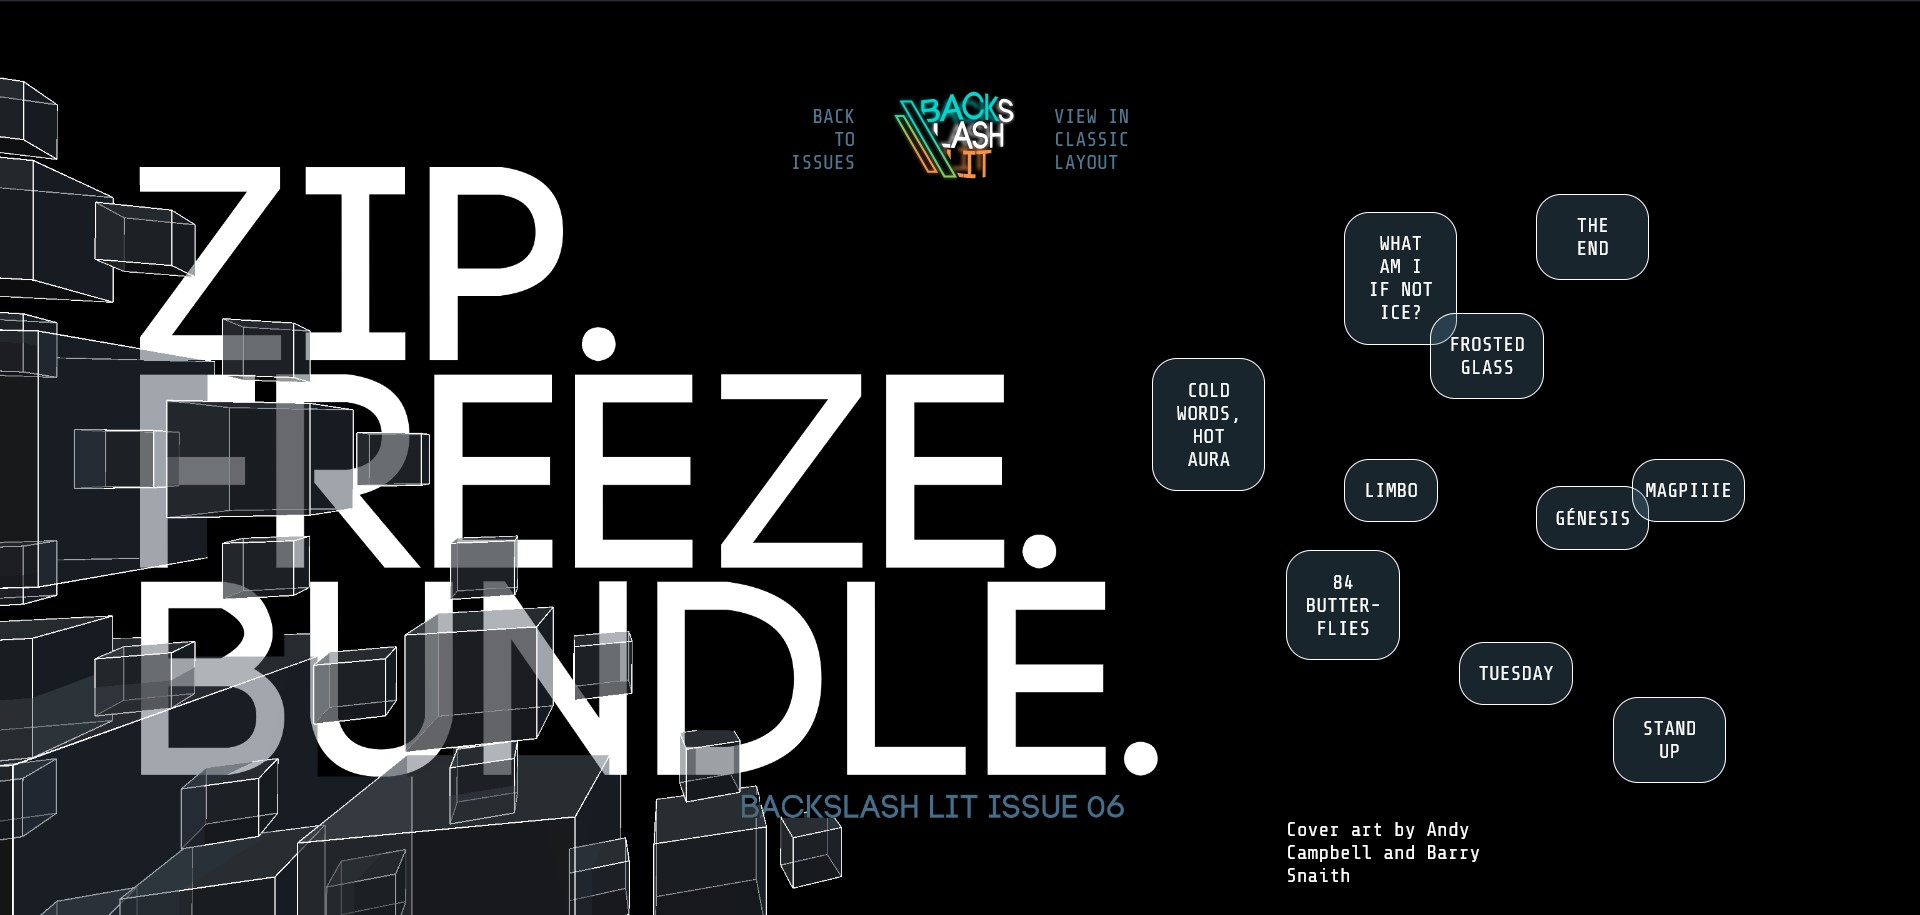 BACK
TO
ISSUES
BACKS
LASH
LIT
VIEW IN
CLASSIC
LAYOUT
ZIP.
FREEZE.
BUNDLE.
BACKSLASH LIT ISSUE 06
WHAT
AM I
IF NOT
ICE?
THE
END
FROSTED
GLASS
COLD
WORDS,
HOT
AURA
LIMBO
MAGPIIIE
GÉNESIS
84
BUTTER-
FLIES
TUESDAY
STAND
UP
Cover art by Andy
Campbell and Barry
Snaith